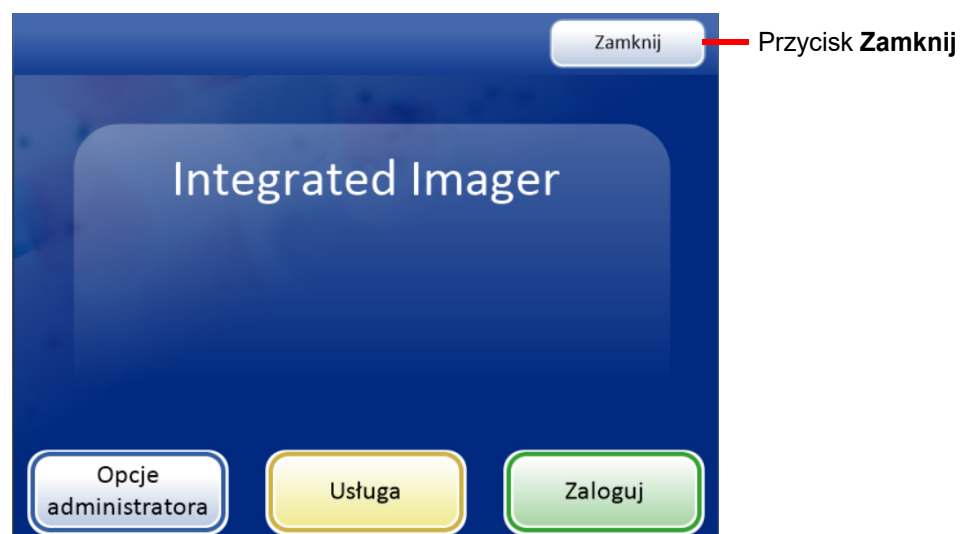 Zamknij
Przycisk Zamknij
Integrated Imager
Opcje
administratora
Usługa
Zaloguj